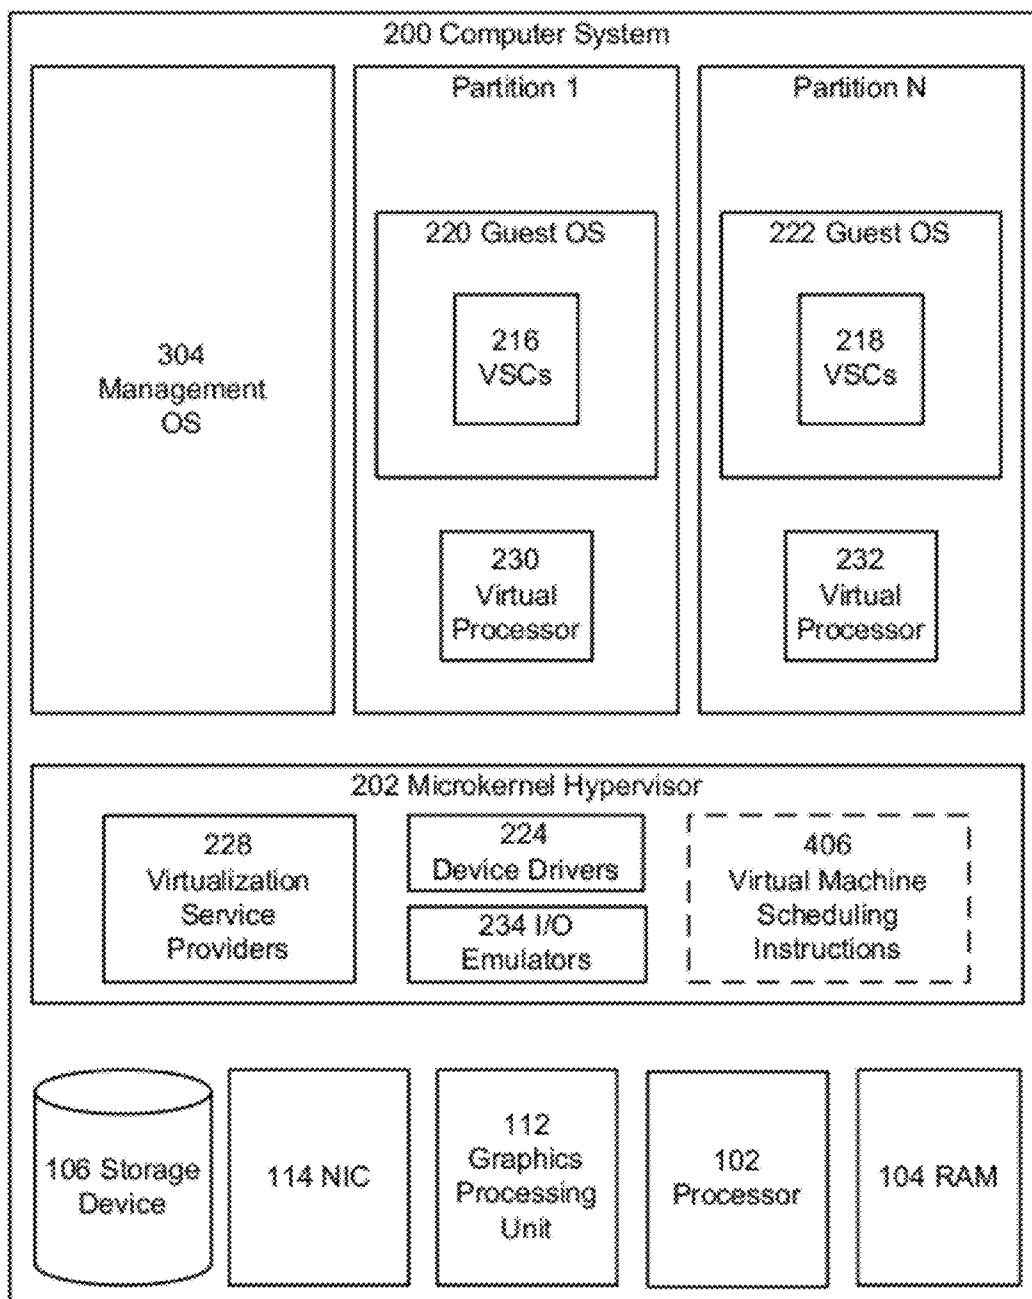 200 Computer System
Partition 1
Partition N
220 Guest OS
222 Guest OS
216
VSCs
218
VSCs
304
Management
OS
230
Virtual
Processor
232
Virtual
Processor
202 Microkernel Hypervisor
228
Virtualization
Service
Providers
224
Device Drivers
234 I/O
Emulators
406
Virtual Machine
Scheduling
Instructions
106 Storage
Device
114 NIC
112
Graphics
Processing
Unit
102
Processor
104 RAM